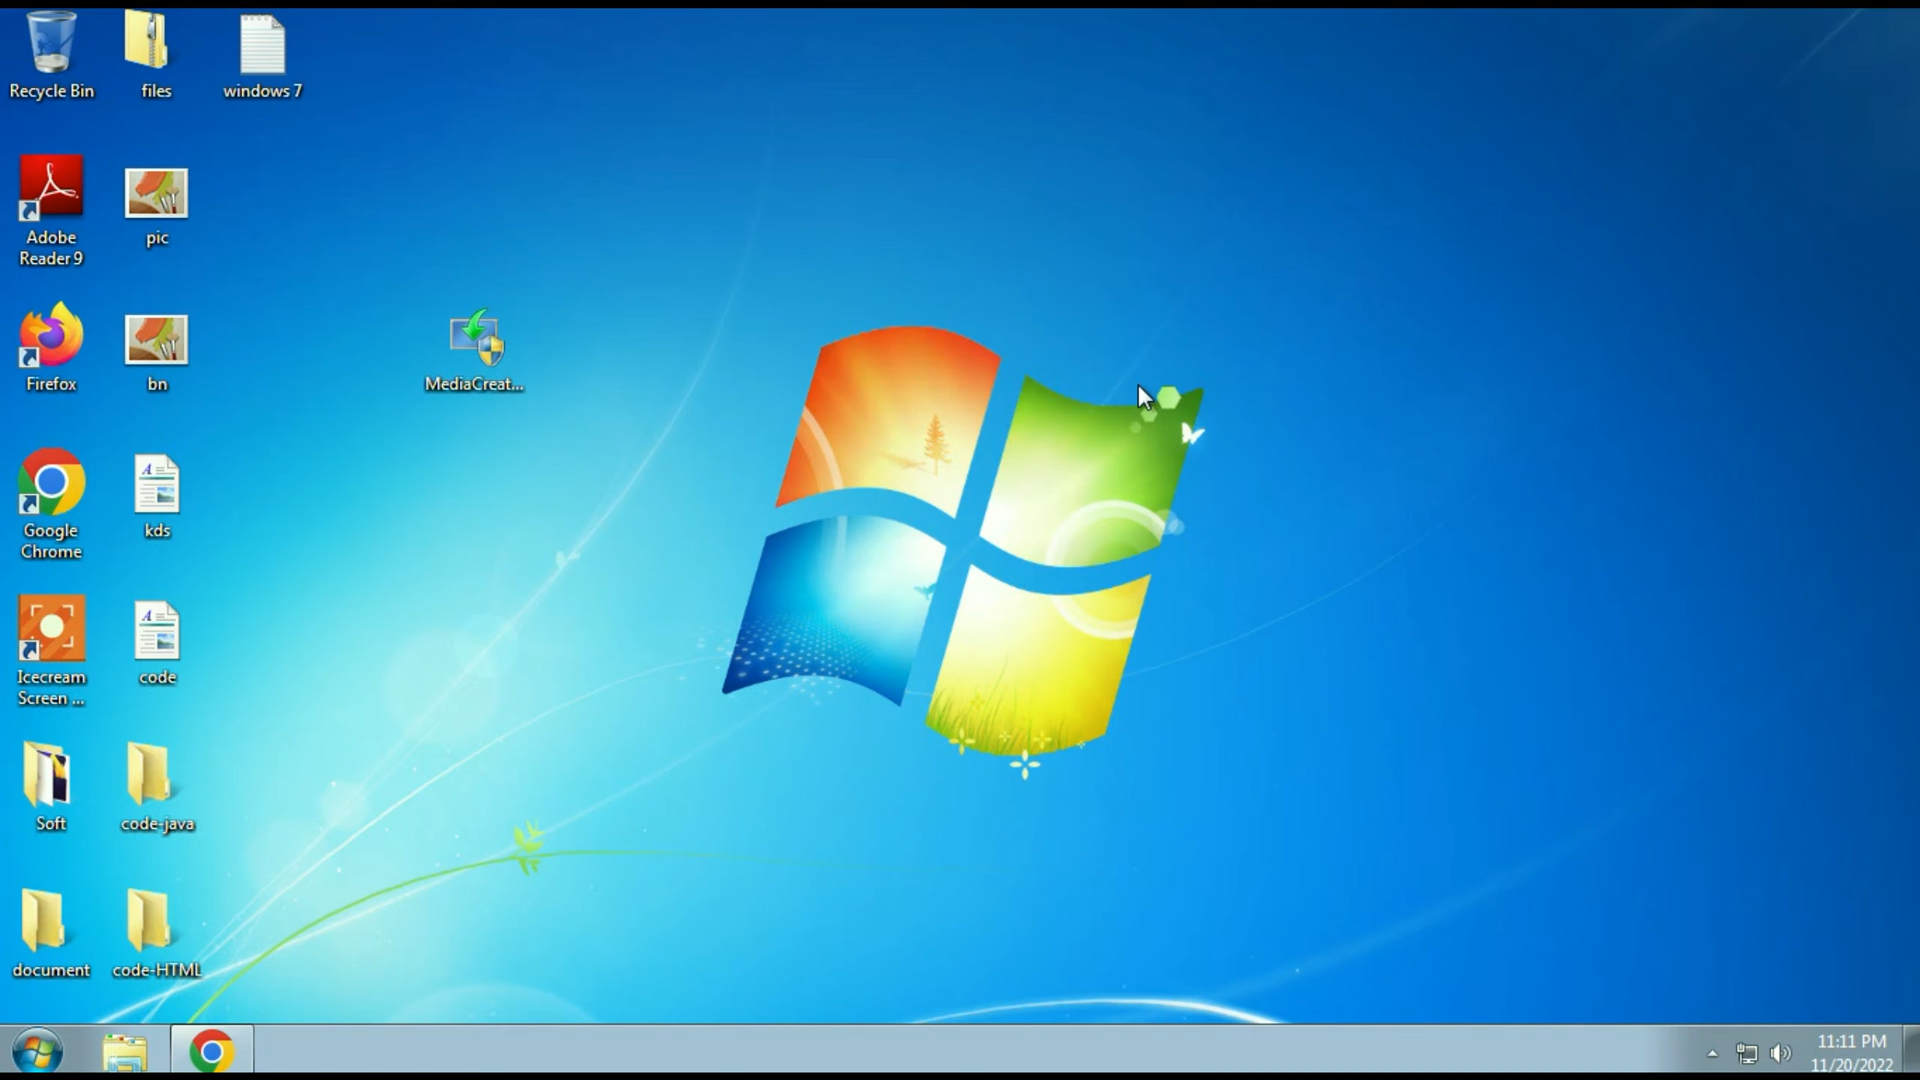 Recycle Bin
files
windows 7
Adobe
Reader 9
pic
Firefox
bn
MediaCreat...
Google
Chrome
kds
Icecream
Screen ...
code
Soft
code-java
document
code-HTML
11:11 PM
11/20/2022